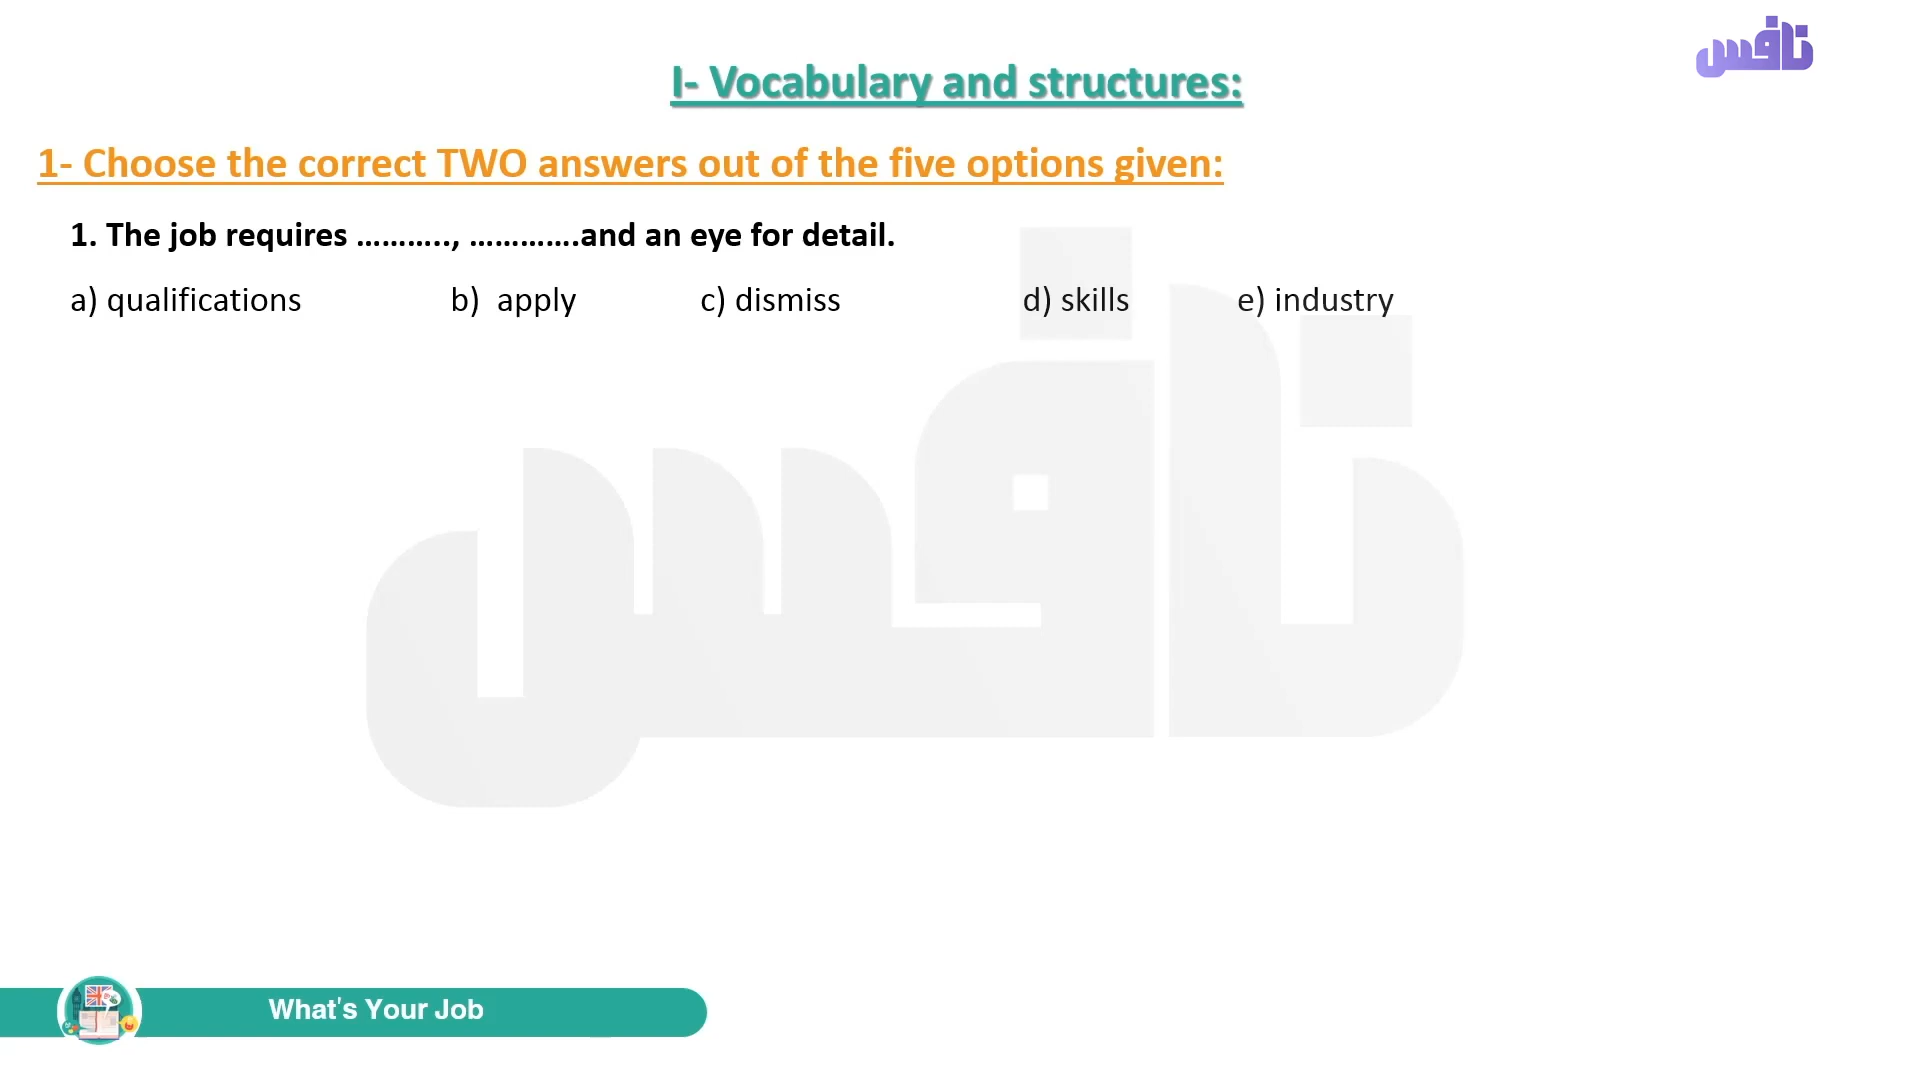 نافس
I- Vocabulary and structures:
1- Choose the correct TWO answers out of the five options given:
1. The job requires ……….., ………….and an eye for detail.
a) qualifications b) apply c) dismiss d) skills e) industry
نافس
What's Your Job